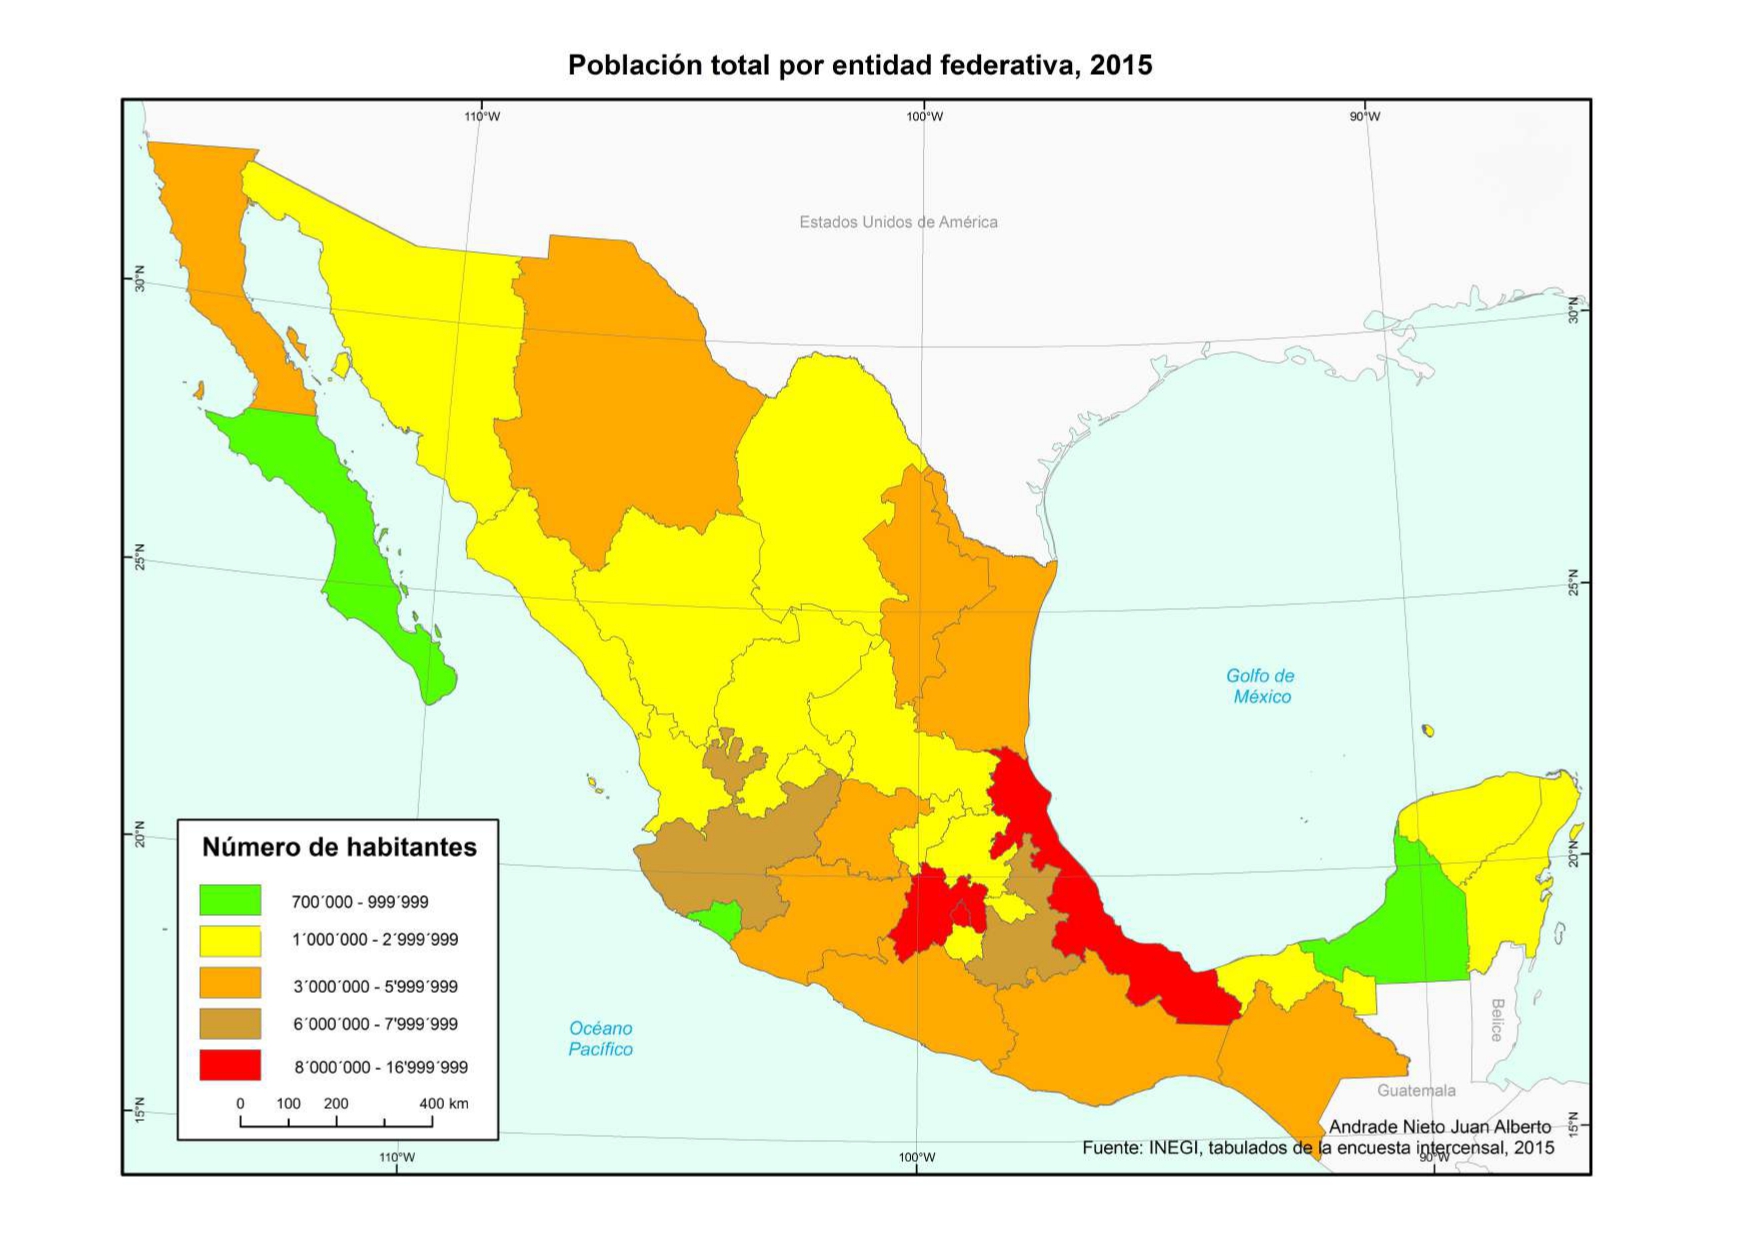 Población total por entidad federativa, 2015
110°W
100°W
90°W
Estados Unidos de América
30°N
30°N
25°N
25°N
Golfo de
México
20°N
20°N
Número de habitantes
700´000 - 999´999
1´000´000 - 2´999´999
3´000´000 - 5'999´999
6´000´000 - 7'999´999
8´000´000 - 16'999´999
0 100 200 400 km
Océano
Pacífico
Belice
Guatemala
15°N
15°N
Andrade Nieto Juan Alberto
Fuente: INEGI, tabulados de la encuesta intercensal, 2015
110°W
100°W
90°W